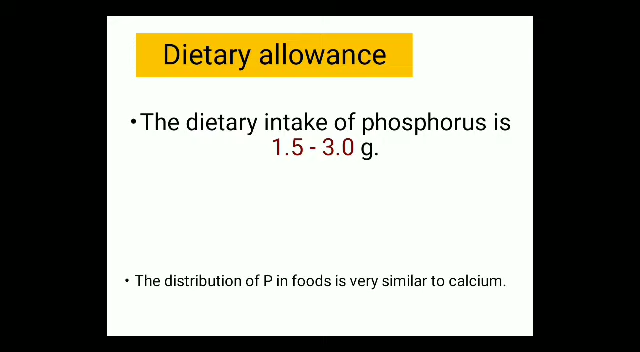 Dietary allowance
•The dietary intake of phosphorus is
1.5 - 3.0 g.
• The distribution of P in foods is very similar to calcium.